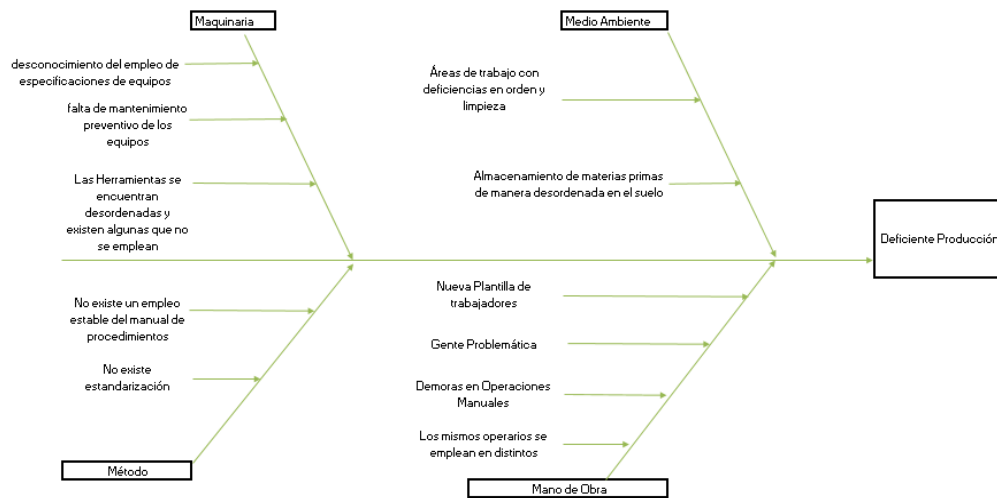 Maquinaria
Medio Ambiente
desconocimiento del empleo de
especificaciones de equipos
Áreas de trabajo con
deficiencias en orden y
limpieza
falta de mantenimiento
preventivo de los
equipos
Las Herramientas se
encuentran
desordenadas y
existen algunas que no
se emplean
Almacenamiento de materias primas
de manera desordenada en el suelo
Deficiente Producción
No existe un empleo
estable del manual de
procedimientos
No existe
estandarización
Nueva Plantilla de
trabajadores
Gente Problemática
Demoras en Operaciones
Manuales
Los mismos operarios se
emplean en distintos
Método
Mano de Obra